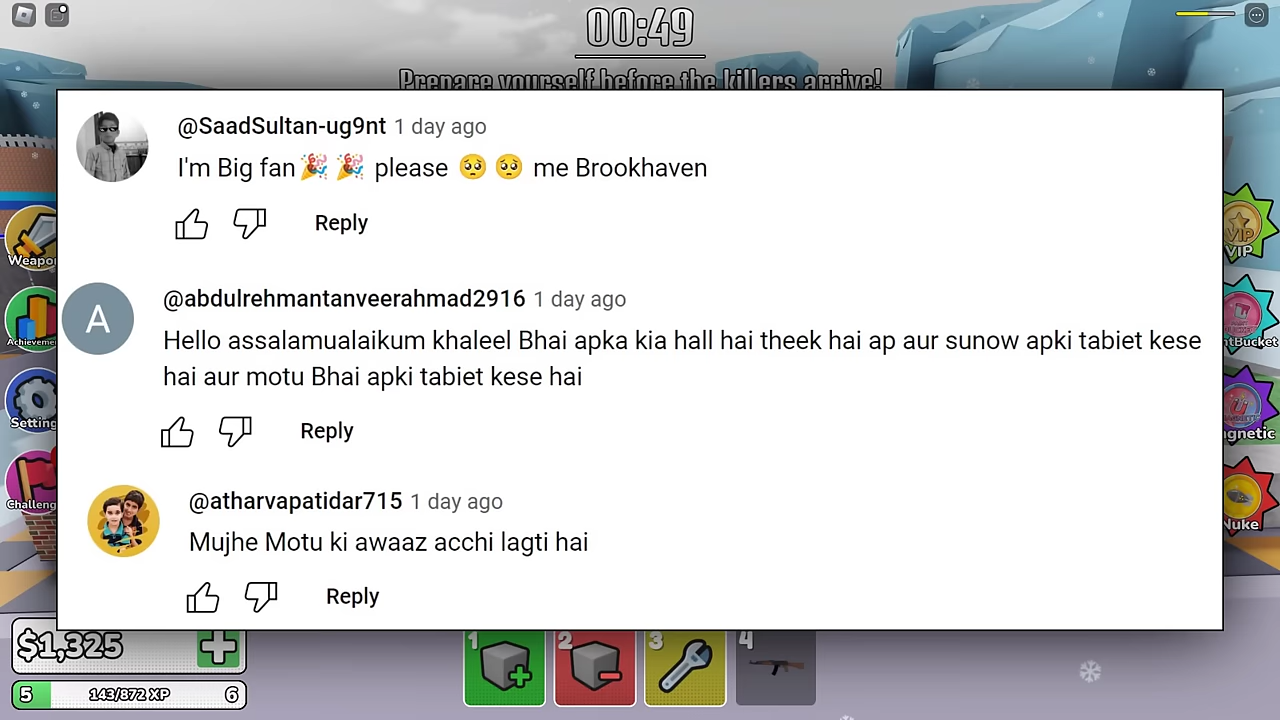 00:49
Prepare yourself before the killers arrive!
@SaadSultan-ug9nt 1 day ago
I'm Big fan🎉 🎉 please 🥺 🥺 me Brookhaven
Reply
A
@abdulrehmantanveerahmad2916 1 day ago
Hello assalamualaikum khaleel Bhai apka kia hall hai theek hai ap aur sunow apki tabiet kese
hai aur motu Bhai apki tabiet kese hai
Reply
@atharvapatidar715 1 day ago
Mujhe Motu ki awaaz acchi lagti hai
Reply
Weapo
Achieveme
Setting
Challeng
VIP
VIP
ntBucket
gnetic
Nuke
$1,325
5 143/872 XP 6
1 2 3 4